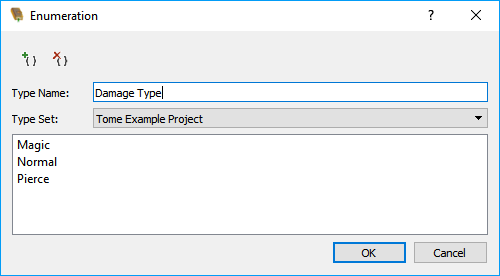 Enumeration
?
+{ } ×{ }
Type Name: Damage Type
Type Set: Tome Example Project
Magic
Normal
Pierce
OK Cancel